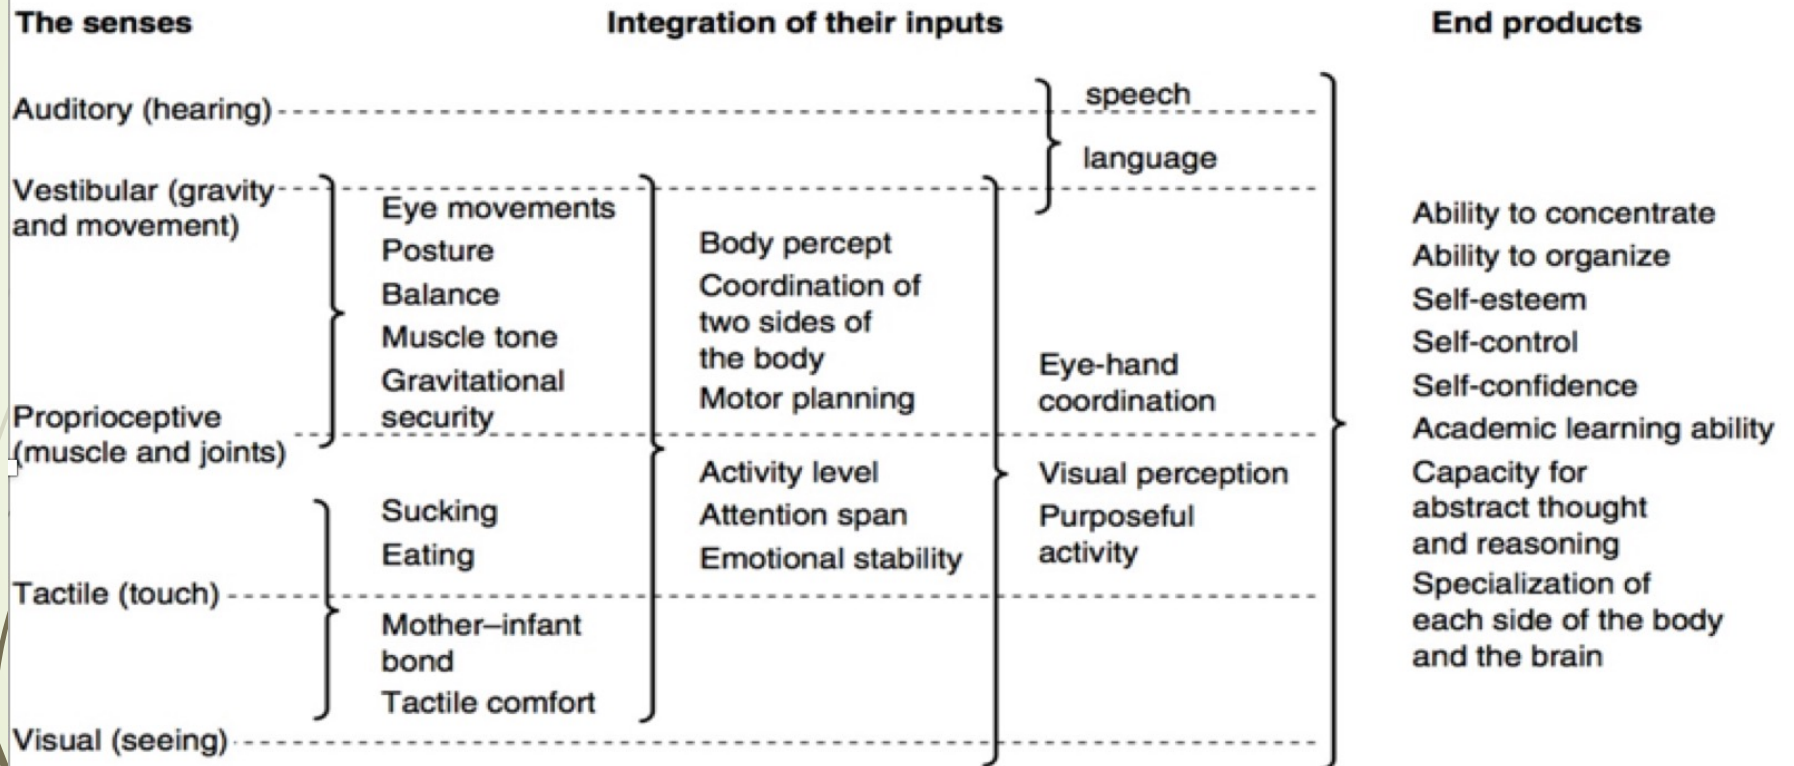 The senses
Integration of their inputs
End products
Auditory (hearing)
speech
language
Vestibular (gravity
and movement)
Eye movements
Posture
Balance
Muscle tone
Gravitational
security
Body percept
Coordination of
two sides of
the body
Motor planning
Proprioceptive
(muscle and joints)
Activity level
Attention span
Emotional stability
Eye-hand
coordination
Visual perception
Purposeful
activity
Sucking
Eating
Tactile (touch)
Mother–infant
bond
Tactile comfort
Visual (seeing)
Ability to concentrate
Ability to organize
Self-esteem
Self-control
Self-confidence
Academic learning ability
Capacity for
abstract thought
and reasoning
Specialization of
each side of the body
and the brain